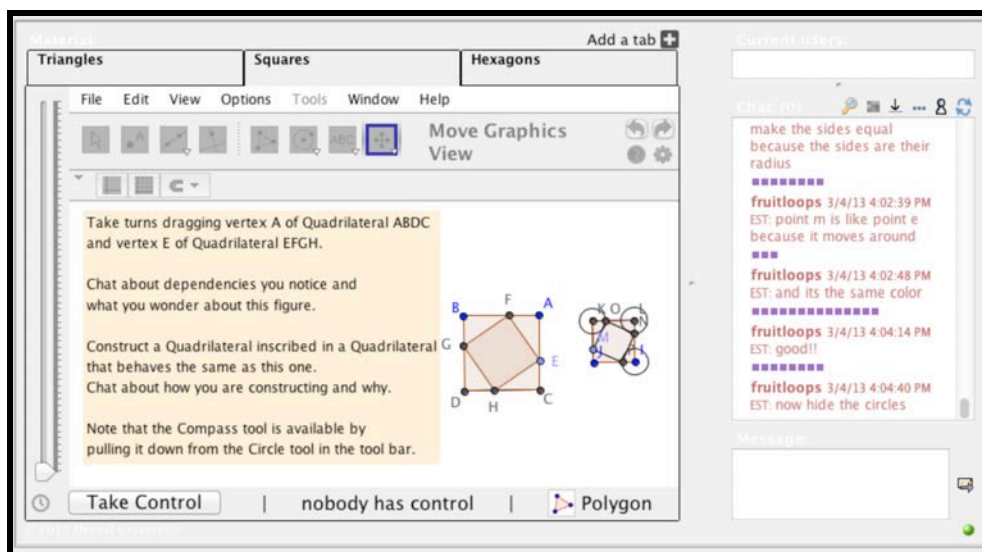 Material:
Add a tab
Triangles
Squares
Hexagons
File Edit View Options Tools Window Help
ABC
Move Graphics
View
Take turns dragging vertex A of Quadrilateral ABDC
and vertex E of Quadrilateral EFGH.
Chat about dependencies you notice and
what you wonder about this figure.
Construct a Quadrilateral inscribed in a Quadrilateral
that behaves the same as this one.
Chat about how you are constructing and why.
Note that the Compass tool is available by
pulling it down from the Circle tool in the tool bar.
B F A
G E
D H C
K O L
N
M
J I
Take Control | nobody has control | Polygon
Current users:
Chat (0)
make the sides equal
because the sides are their
radius
fruitloops 3/4/13 4:02:39 PM
EST: point m is like point e
because it moves around
fruitloops 3/4/13 4:02:48 PM
EST: and its the same color
fruitloops 3/4/13 4:04:14 PM
EST: good!!
fruitloops 3/4/13 4:04:40 PM
EST: now hide the circles
Message: